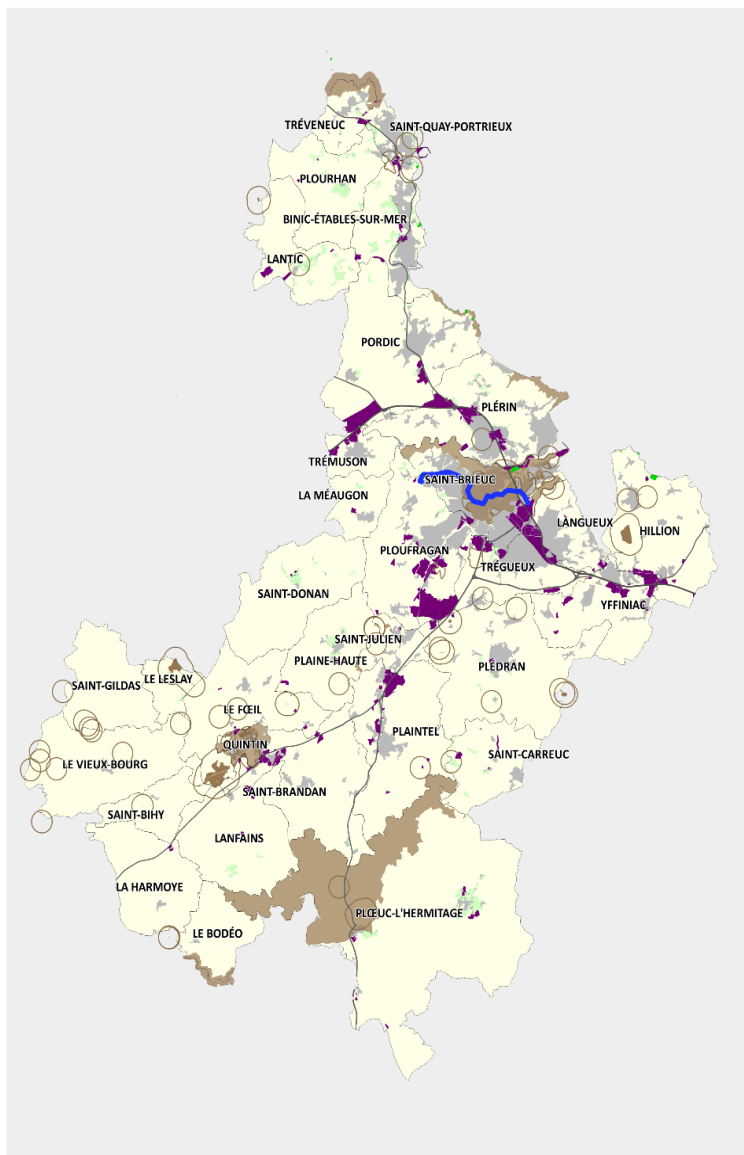 TRÉVENEUC
SAINT-QUAY-PORTRIEUX
PLOURHAN
BINIC-ÉTABLES-SUR-MER
LANTIC
PORDIC
PLÉRIN
TRÉMUSON
SAINT-BRIEUC
LA MÉAUGON
LANGUEUX
HILLION
PLOUFRAGAN
TRÉGUEUX
SAINT-DONAN
YFFINIAC
SAINT-JULIEN
PLAINE-HAUTE
PLÉDRAN
LE LESLAY
SAINT-GILDAS
LE FŒIL
PLAINTEL
QUINTIN
SAINT-CARREUC
LE VIEUX-BOURG
SAINT-BRANDAN
SAINT-BIHY
LANFAINS
LA HARMOYE
PLŒUC-L'HERMITAGE
LE BODÉO